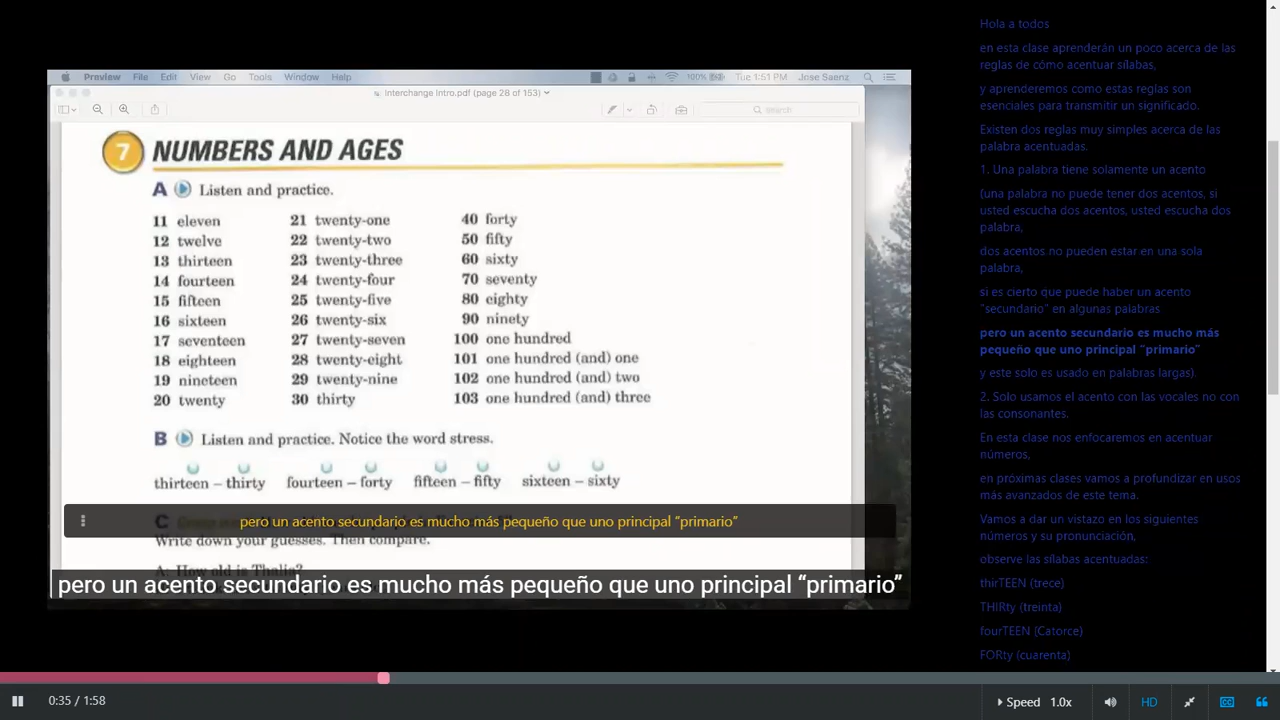 Preview File Edit View Go Tools Window Help 100% Tue 1:51 PM Jose Saenz
Interchange Intro.pdf (page 28 of 153)
Search
7 NUMBERS AND AGES
A Listen and practice.
11 eleven 21 twenty-one 40 forty
12 twelve 22 twenty-two 50 fifty
13 thirteen 23 twenty-three 60 sixty
14 fourteen 24 twenty-four 70 seventy
15 fifteen 25 twenty-five 80 eighty
16 sixteen 26 twenty-six 90 ninety
17 seventeen 27 twenty-seven 100 one hundred
18 eighteen 28 twenty-eight 101 one hundred (and) one
19 nineteen 29 twenty-nine 102 one hundred (and) two
20 twenty 30 thirty 103 one hundred (and) three
B Listen and practice. Notice the word stress.
thirteen – thirty fourteen – forty fifteen – fifty sixteen – sixty
C
pero un acento secundario es mucho más pequeño que uno principal “primario”
Write down your guesses. Then compare.
A: How old is Thalia?
pero un acento secundario es mucho más pequeño que uno principal “primario”
0:35 / 1:58
Speed 1.0x
HD
CC
Hola a todos
en esta clase aprenderán un poco acerca de las
reglas de cómo acentuar sílabas,
y aprenderemos como estas reglas son
esenciales para transmitir un significado.
Existen dos reglas muy simples acerca de las
palabra acentuadas.
1. Una palabra tiene solamente un acento
(una palabra no puede tener dos acentos, si
usted escucha dos acentos, usted escucha dos
palabra,
dos acentos no pueden estar en una sola
palabra,
si es cierto que puede haber un acento
"secundario" en algunas palabras
pero un acento secundario es mucho más
pequeño que uno principal “primario”
y este solo es usado en palabras largas).
2. Solo usamos el acento con las vocales no con
las consonantes.
En esta clase nos enfocaremos en acentuar
números,
en próximas clases vamos a profundizar en usos
más avanzados de este tema.
Vamos a dar un vistazo en los siguientes
números y su pronunciación,
observe las sílabas acentuadas:
thirTEEN (trece)
THIRty (treinta)
fourTEEN (Catorce)
FORty (cuarenta)